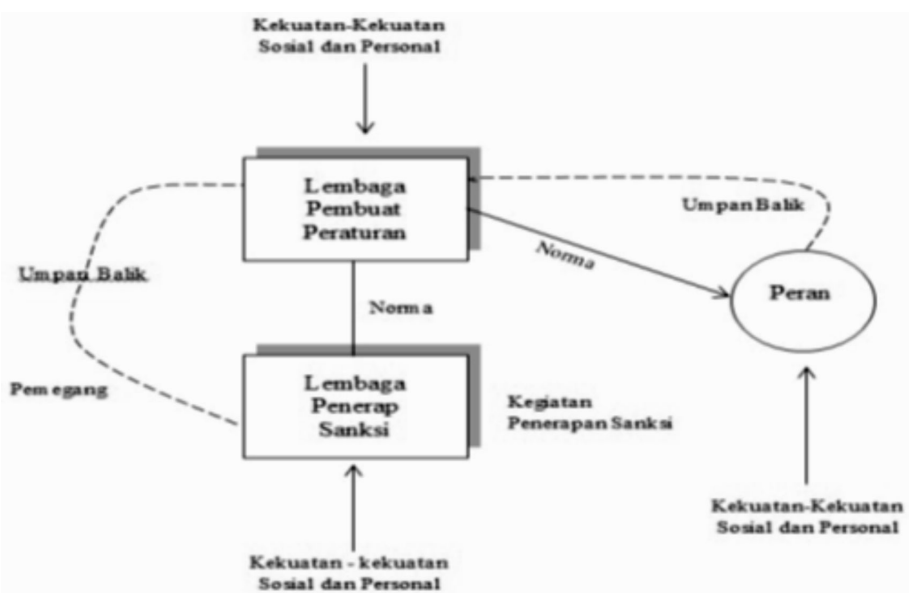 Kekuatan-Kekuatan
Sosial dan Personal
Lembaga
Pembuat
Peraturan
Umpan Balik
Norma
Peran
Umpan Balik
Norma
Pemegang
Lembaga
Penerap
Sanksi
Kegiatan
Penerapan Sanksi
Kekuatan-Kekuatan
Sosial dan Personal
Kekuatan - kekuatan
Sosial dan Personal